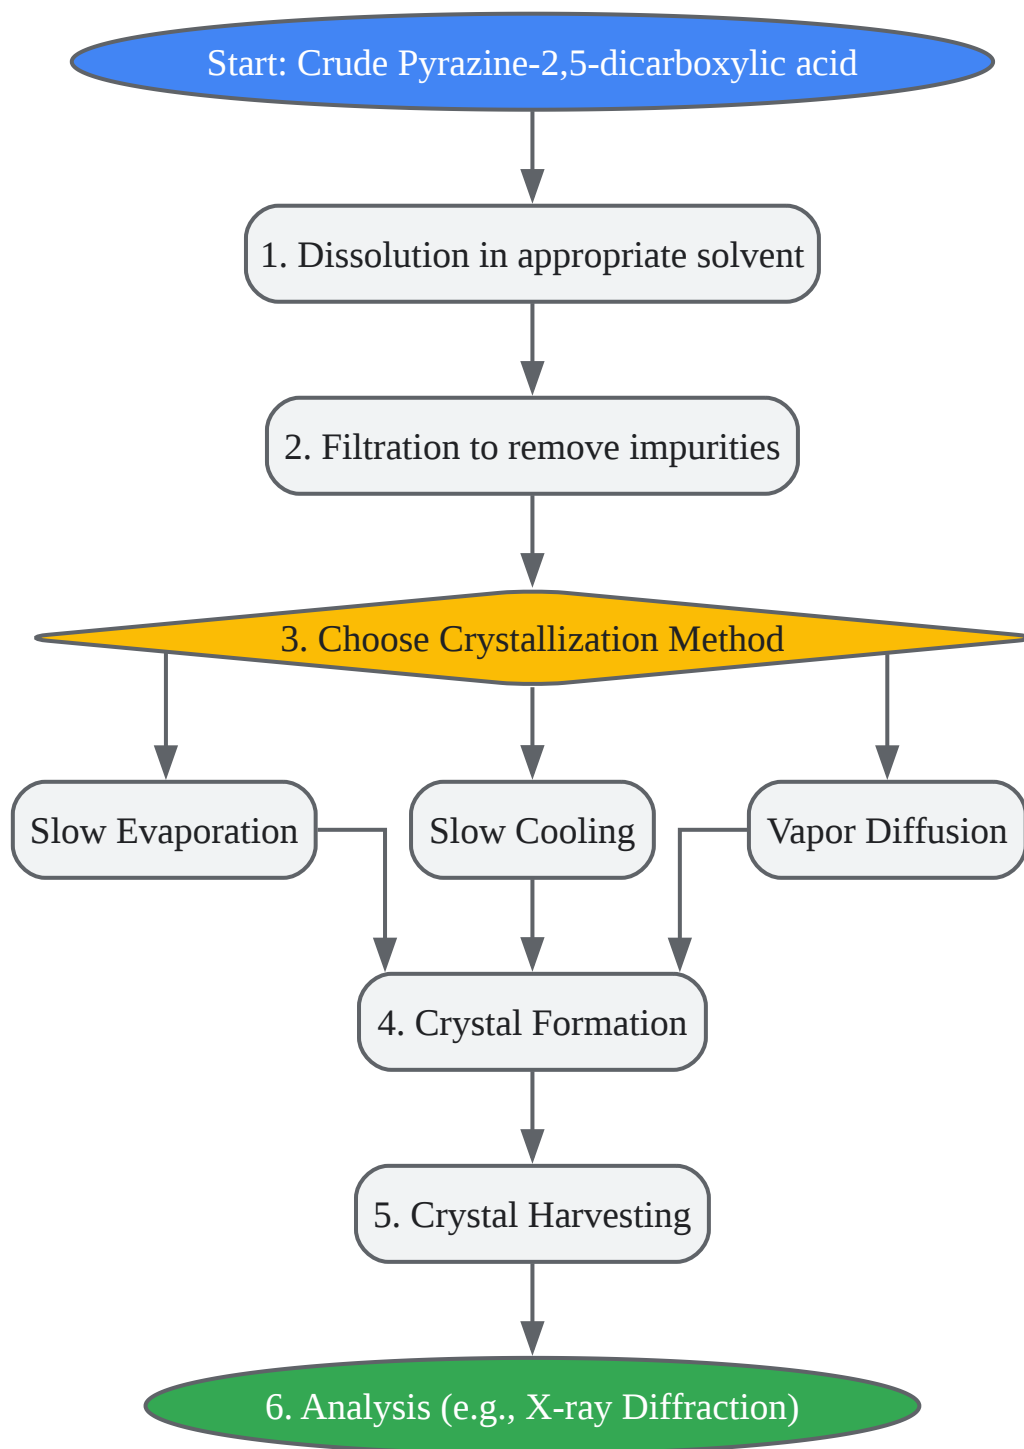 Start: Crude Pyrazine-2,5-dicarboxylic acid
1. Dissolution in appropriate solvent
2. Filtration to remove impurities
3. Choose Crystallization Method
Slow Evaporation
Slow Cooling
Vapor Diffusion
4. Crystal Formation
5. Crystal Harvesting
6. Analysis (e.g., X-ray Diffraction)